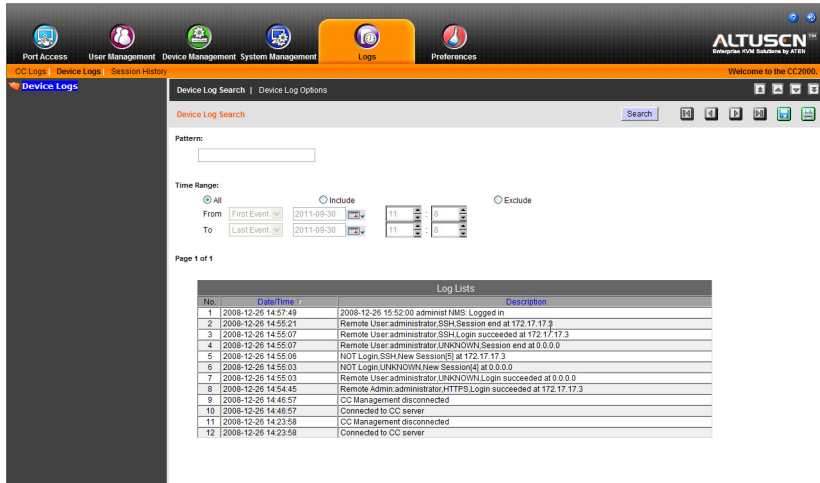 Port Access User Management Device Management System Management Logs Preferences
ALTUSEN™
Enterprise KVM Solutions by ATEN
CC Logs | Device Logs | Session History
Welcome to the CC2000.
Device Logs
Device Log Search | Device Log Options
Device Log Search
Search
Pattern:
Time Range:
All Include Exclude
From First Event 2011-09-30 11 : 8
To Last Event 2011-09-30 11 : 8
Page 1 of 1
Log Lists
No. Date/Time Description
1 2008-12-26 14:57:49 2008-12-26 15:52:00 administ NMS: Logged in
2 2008-12-26 14:55:21 Remote User:administrator,SSH,Session end at 172.17.17.3
3 2008-12-26 14:55:07 Remote User:administrator,SSH,Login succeeded at 172.17.17.3
4 2008-12-26 14:55:07 Remote User:administrator,UNKNOWN,Session end at 0.0.0.0
5 2008-12-26 14:55:06 NOT Login,SSH,New Session[5] at 172.17.17.3
6 2008-12-26 14:55:03 NOT Login,UNKNOWN,New Session[4] at 0.0.0.0
7 2008-12-26 14:55:03 Remote User:administrator,UNKNOWN,Login succeeded at 0.0.0.0
8 2008-12-26 14:54:45 Remote Admin:administrator,HTTPS,Login succeeded at 172.17.17.3
9 2008-12-26 14:46:57 CC Management disconnected
10 2008-12-26 14:46:57 Connected to CC server
11 2008-12-26 14:23:58 CC Management disconnected
12 2008-12-26 14:23:58 Connected to CC server